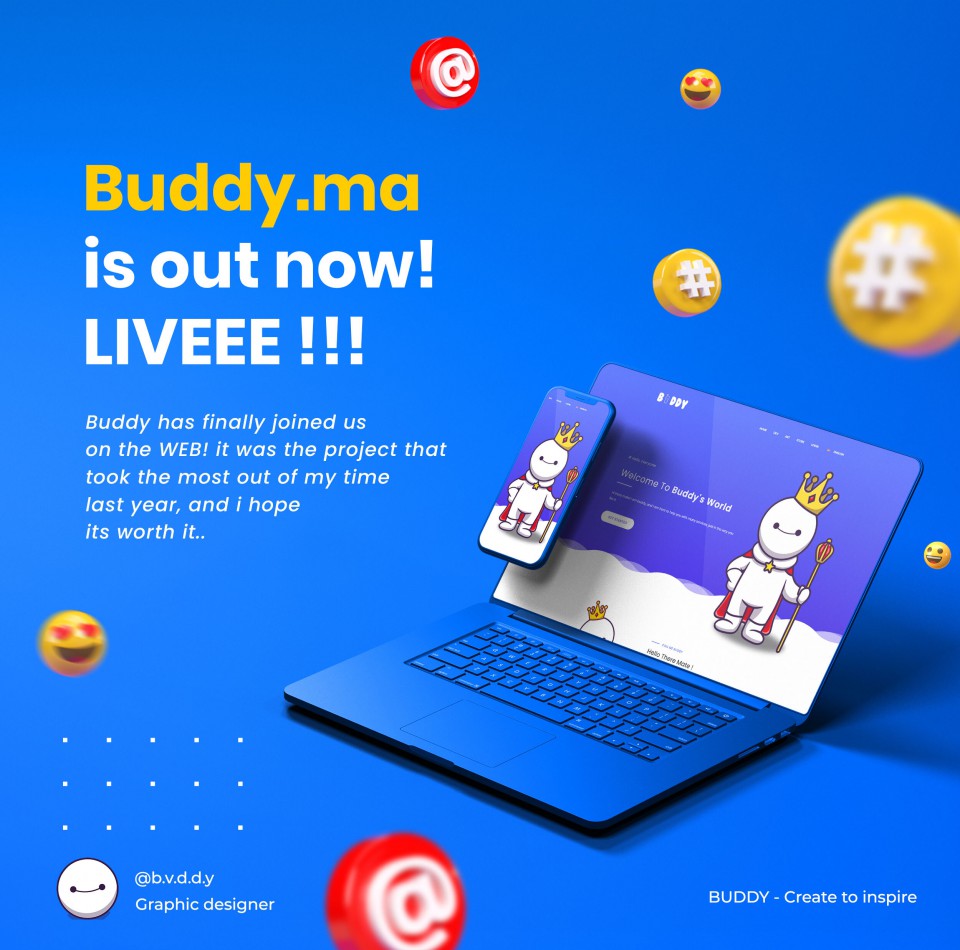 Buddy.ma
is out now!
LIVEEE !!!
Buddy has finally joined us
on the WEB! it was the project that
took the most out of my time
last year, and i hope
its worth it..
BUDDY
Welcome To Buddy's World
Hello There Mate !
@
@
#
#
@b.v.d.d.y
Graphic designer
BUDDY - Create to inspire